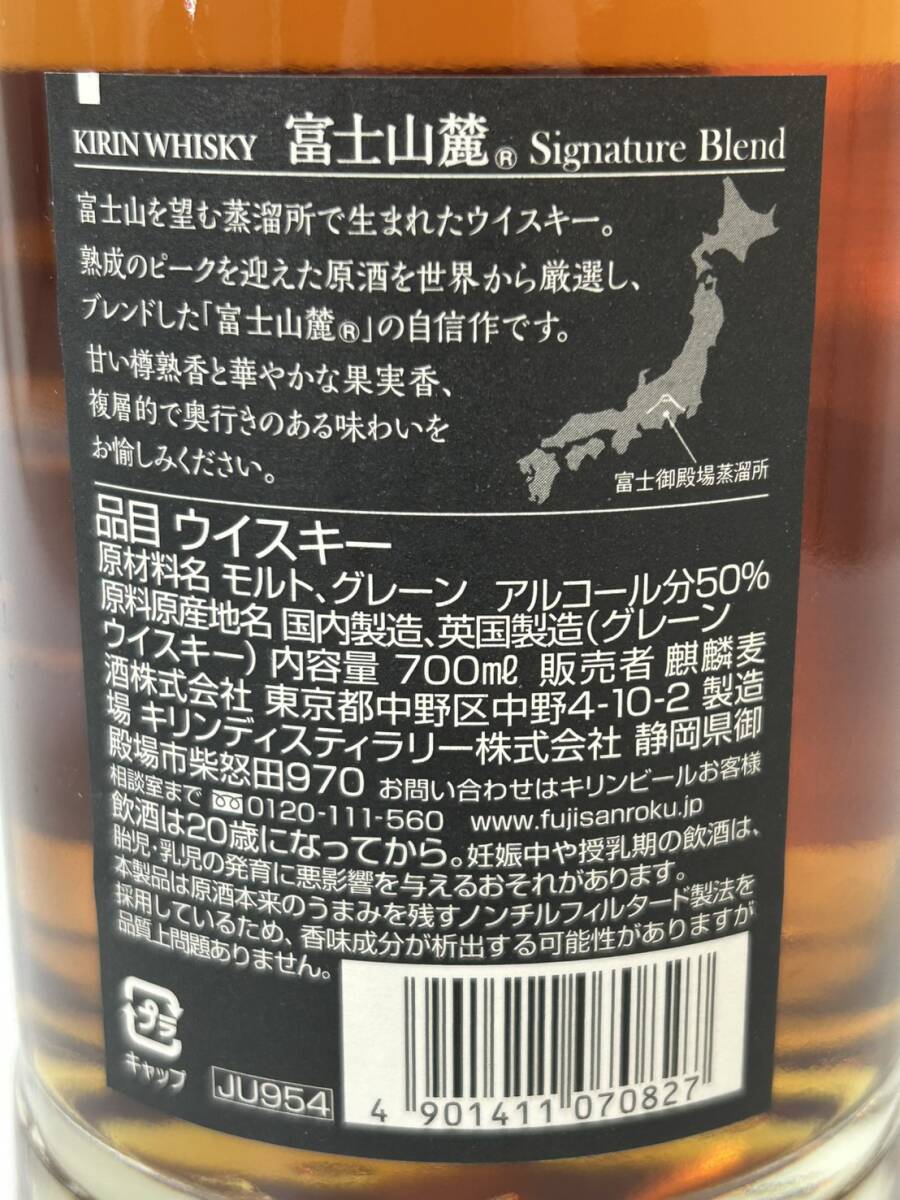 KIRIN WHISKY 富士山麓® Signature Blend
富士山を望む蒸溜所で生まれたウイスキー。
熟成のピークを迎えた原酒を世界から厳選し、
ブレンドした「富士山麓®」の自信作です。
甘い樽熟香と華やかな果実香、
複層的で奥行きのある味わいを
お愉しみください。
富士御殿場蒸溜所
品目 ウイスキー
原材料名 モルト、グレーン アルコール分50%
原料原産地名 国内製造、英国製造(グレーン
ウイスキー) 内容量 700mℓ 販売者 麒麟麦
酒株式会社 東京都中野区中野4-10-2 製造
場 キリンディスティラリー株式会社 静岡県御
殿場市柴怒田970 お問い合わせはキリンビールお客様
相談室まで 0120-111-560 www.fujisanroku.jp
飲酒は20歳になってから。妊娠中や授乳期の飲酒は、
胎児・乳児の発育に悪影響を与えるおそれがあります。
本製品は原酒本来のうまみを残すノンチルフィルタード製法を
採用しているため、香味成分が析出する可能性がありますが
品質上問題ありません。
プラ
キャップ
JU954
4 901411 070827